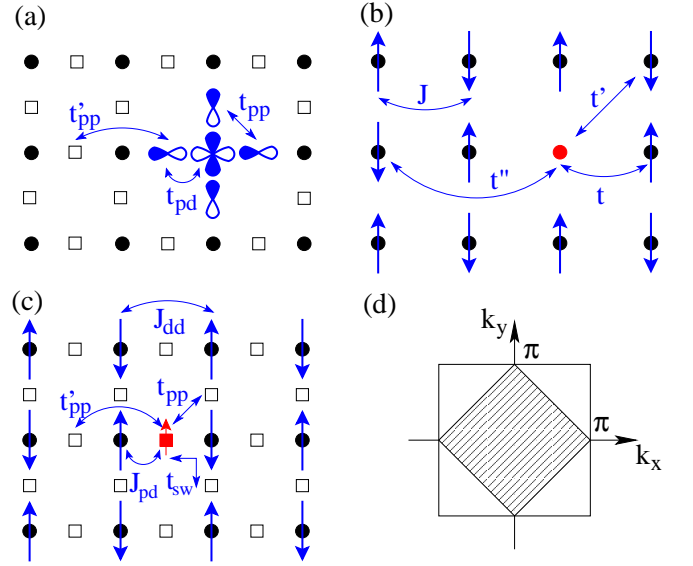 (a)
t'pp
tpp
tpd
(b)
J
t'
t"
t
(c)
Jdd
t'pp
tpp
Jpd
tsw
(d)
ky
π
π
kx